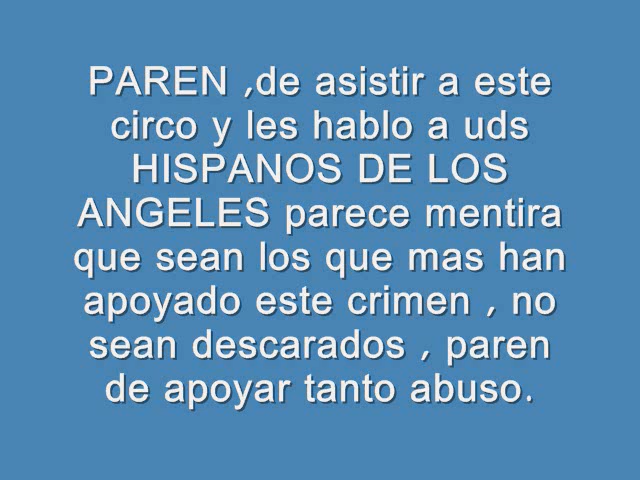 PAREN ,de asistir a este
circo y les hablo a uds
HISPANOS DE LOS
ANGELES parece mentira
que sean los que mas han
apoyado este crimen , no
sean descarados , paren
de apoyar tanto abuso.